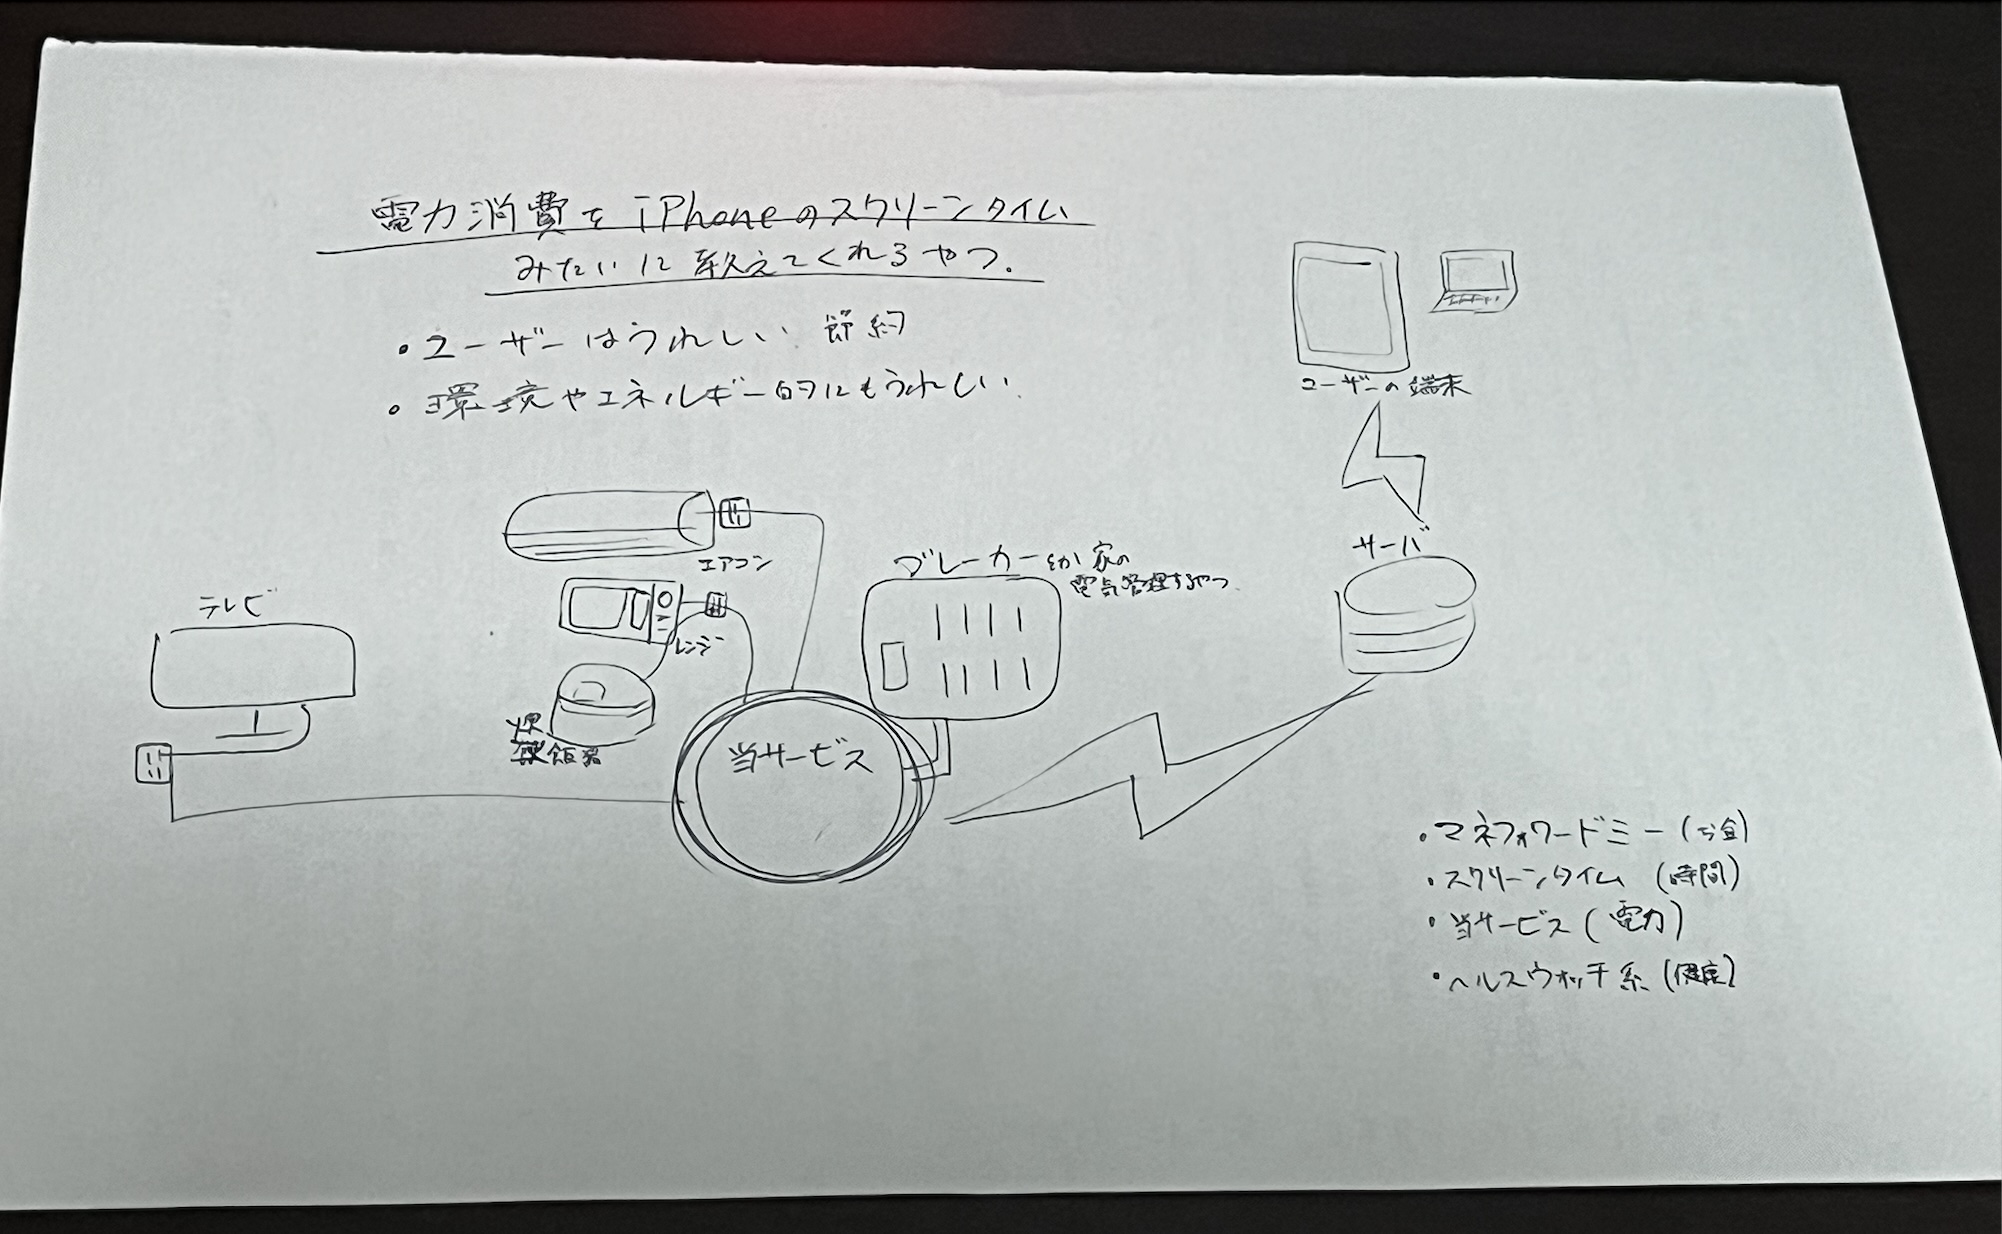 電力消費をiPhoneのスクリーンタイム
みたいに教えてくれるやつ.
・ユーザーはうれしい 節約
・環境やエネルギー的にもうれしい
ユーザーの端末
サーバ
エアコン
ブレーカーとか家の
電気管理するやつ
テレビ
レンジ
炊
飯器
当サービス
・マネフォワードミー(お金)
・スクリーンタイム (時間)
・当サービス(電力)
・ヘルスウォッチ系(健康)